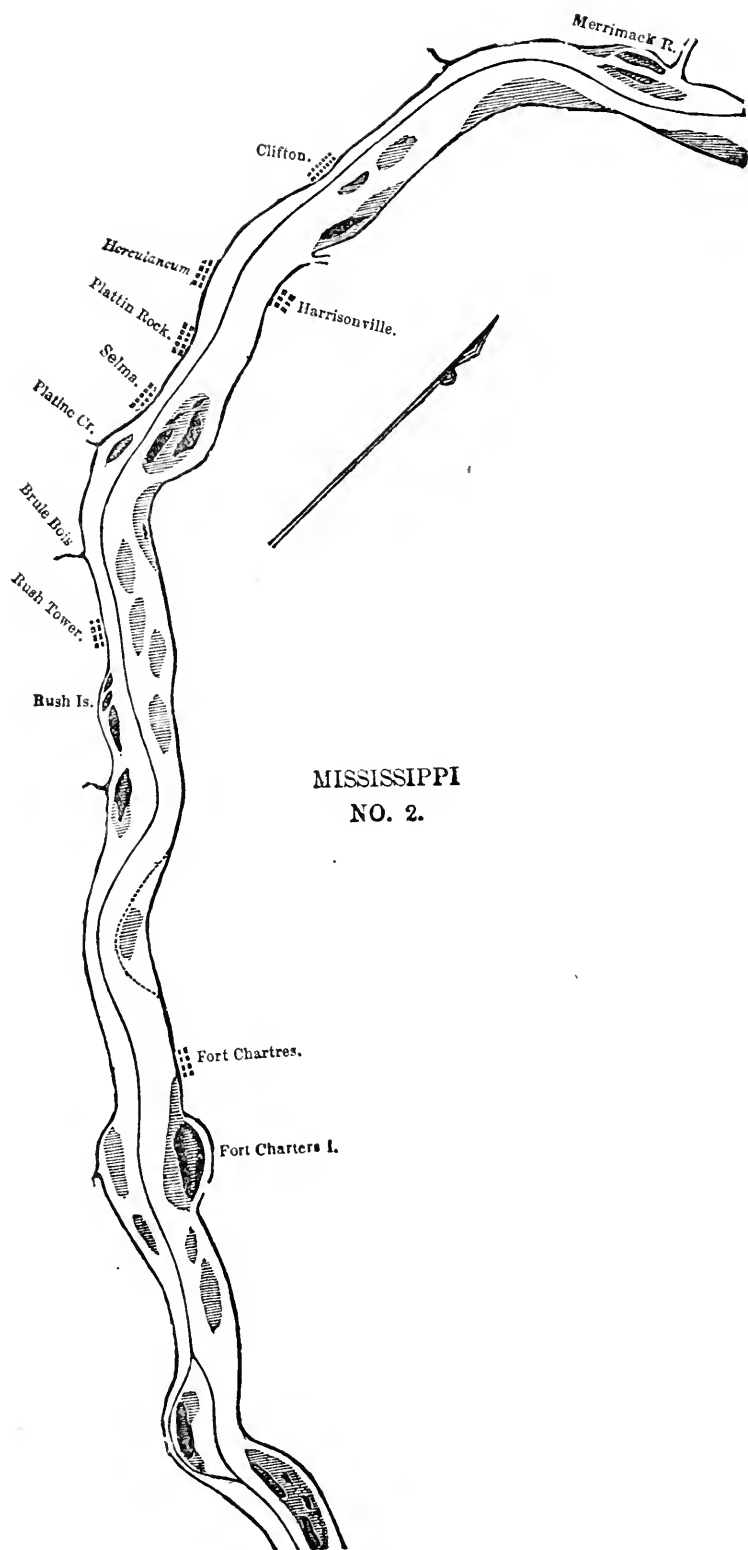 Merrimack R.
Clifton.
Herculaneum
Plattin Rock.
Harrisonville.
Selma.
Platine Cr.
Brule Bois
Rush Tower.
Rush Is.
MISSISSIPPI
NO. 2.
Fort Chartres.
Fort Charters I.